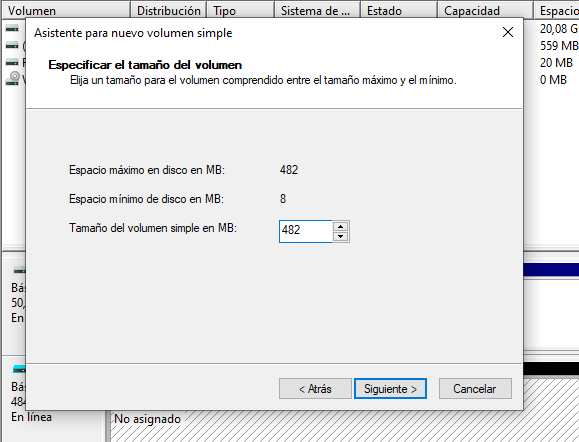 Volumen Distribución Tipo Sistema de ... Estado Capacidad Espacio
Asistente para nuevo volumen simple
20,08 G
559 MB
20 MB
0 MB
Especificar el tamaño del volumen
Elija un tamaño para el volumen comprendido entre el tamaño máximo y el mínimo.
Espacio máximo en disco en MB: 482
Espacio mínimo de disco en MB: 8
Tamaño del volumen simple en MB: 482
Bás
50,
En
< Atrás Siguiente > Cancelar
Bás
484
En línea
No asignado